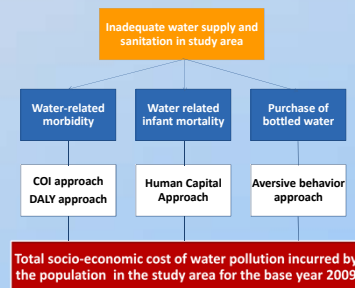 Inadequate water supply and
sanitation in study area
Water-related
morbidity
Water related
infant mortality
Purchase of
bottled water
COI approach
DALY approach
Human Capital
Approach
Aversive behavior
approach
Total socio-economic cost of water pollution incurred by
the population in the study area for the base year 2009